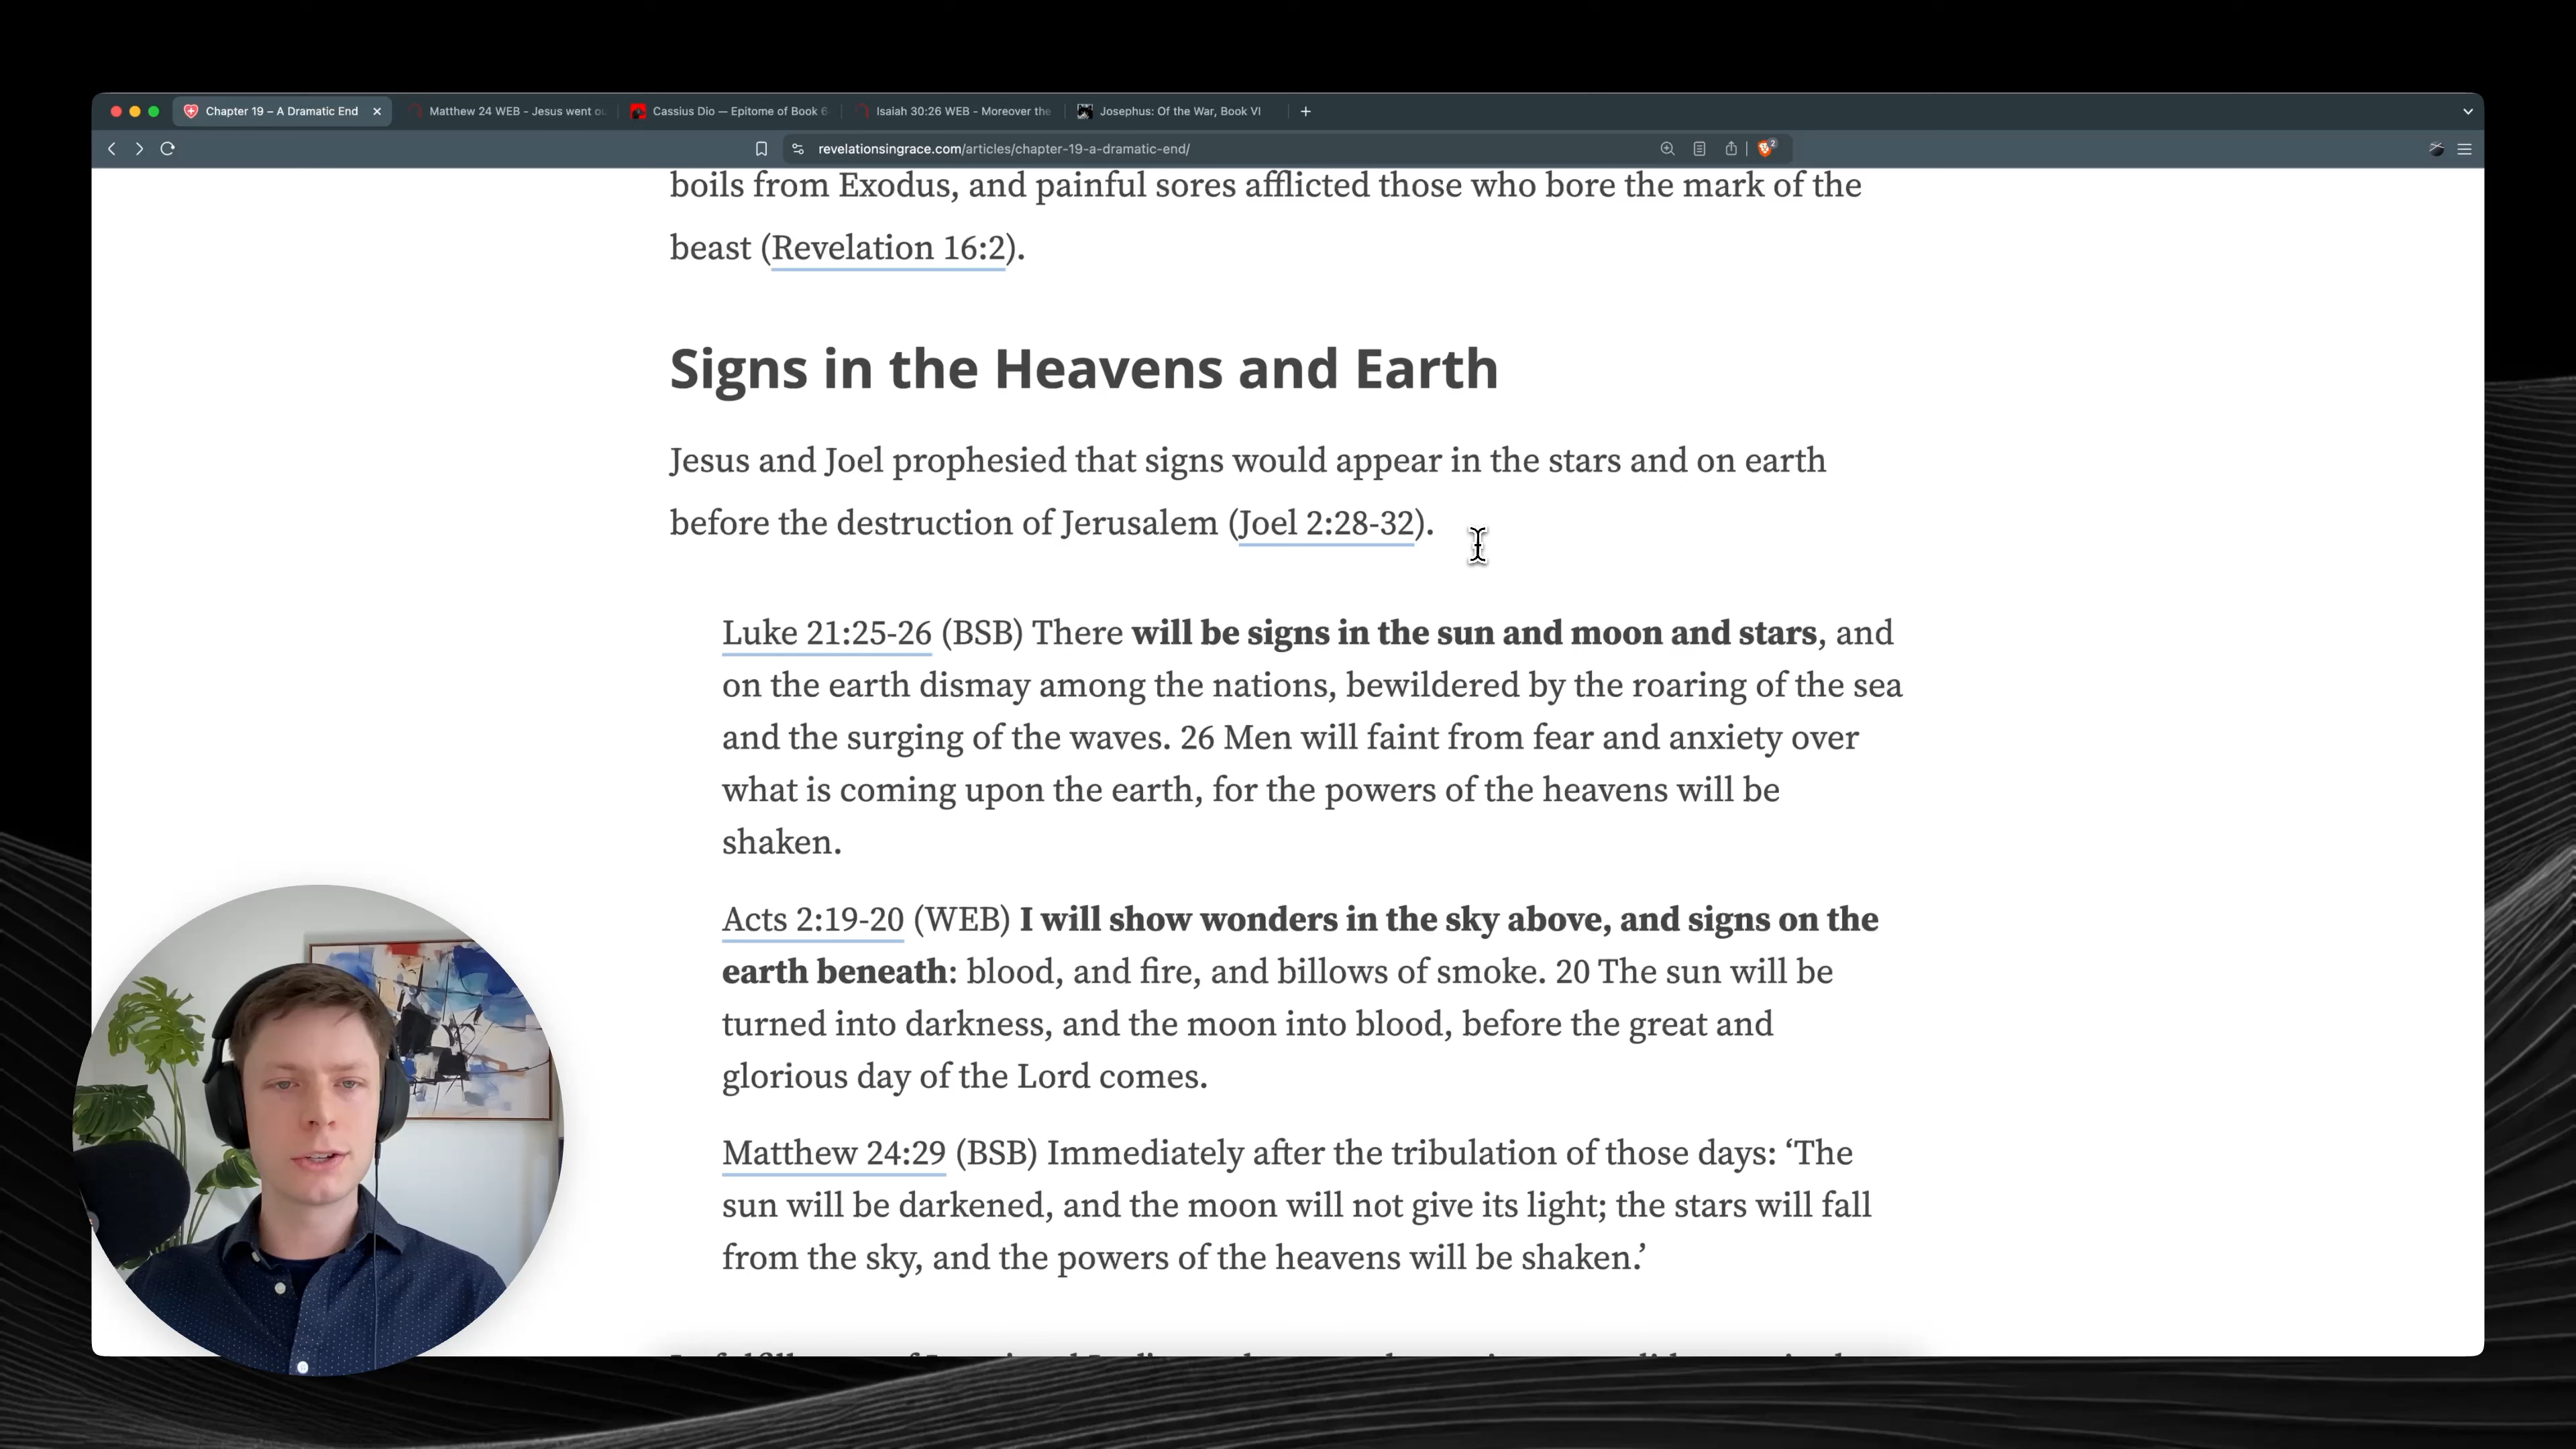 Chapter 19 – A Dramatic End
Matthew 24 WEB - Jesus went ou
Cassius Dio — Epitome of Book 6
Isaiah 30:26 WEB - Moreover the
Josephus: Of the War, Book VI
revelationsingrace.com/articles/chapter-19-a-dramatic-end/
2
boils from Exodus, and painful sores afflicted those who bore the mark of the
beast (Revelation 16:2).
Signs in the Heavens and Earth
Jesus and Joel prophesied that signs would appear in the stars and on earth
before the destruction of Jerusalem (Joel 2:28-32).
Luke 21:25-26 (BSB) There will be signs in the sun and moon and stars, and
on the earth dismay among the nations, bewildered by the roaring of the sea
and the surging of the waves. 26 Men will faint from fear and anxiety over
what is coming upon the earth, for the powers of the heavens will be
shaken.
Acts 2:19-20 (WEB) I will show wonders in the sky above, and signs on the
earth beneath: blood, and fire, and billows of smoke. 20 The sun will be
turned into darkness, and the moon into blood, before the great and
glorious day of the Lord comes.
Matthew 24:29 (BSB) Immediately after the tribulation of those days: ‘The
sun will be darkened, and the moon will not give its light; the stars will fall
from the sky, and the powers of the heavens will be shaken.’